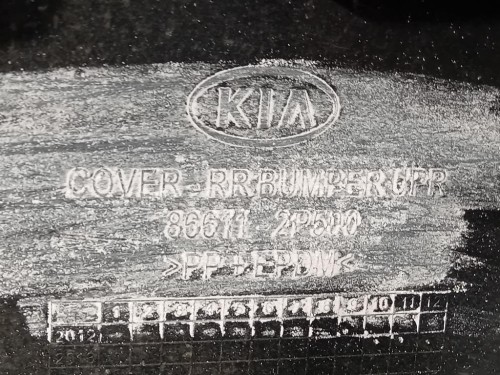 KIA
COVER-RR BUMPER UPR
86611 2P500
>PP+EPDM<
1 2 3 4 5 6 7 8 9 10 11 12
2012